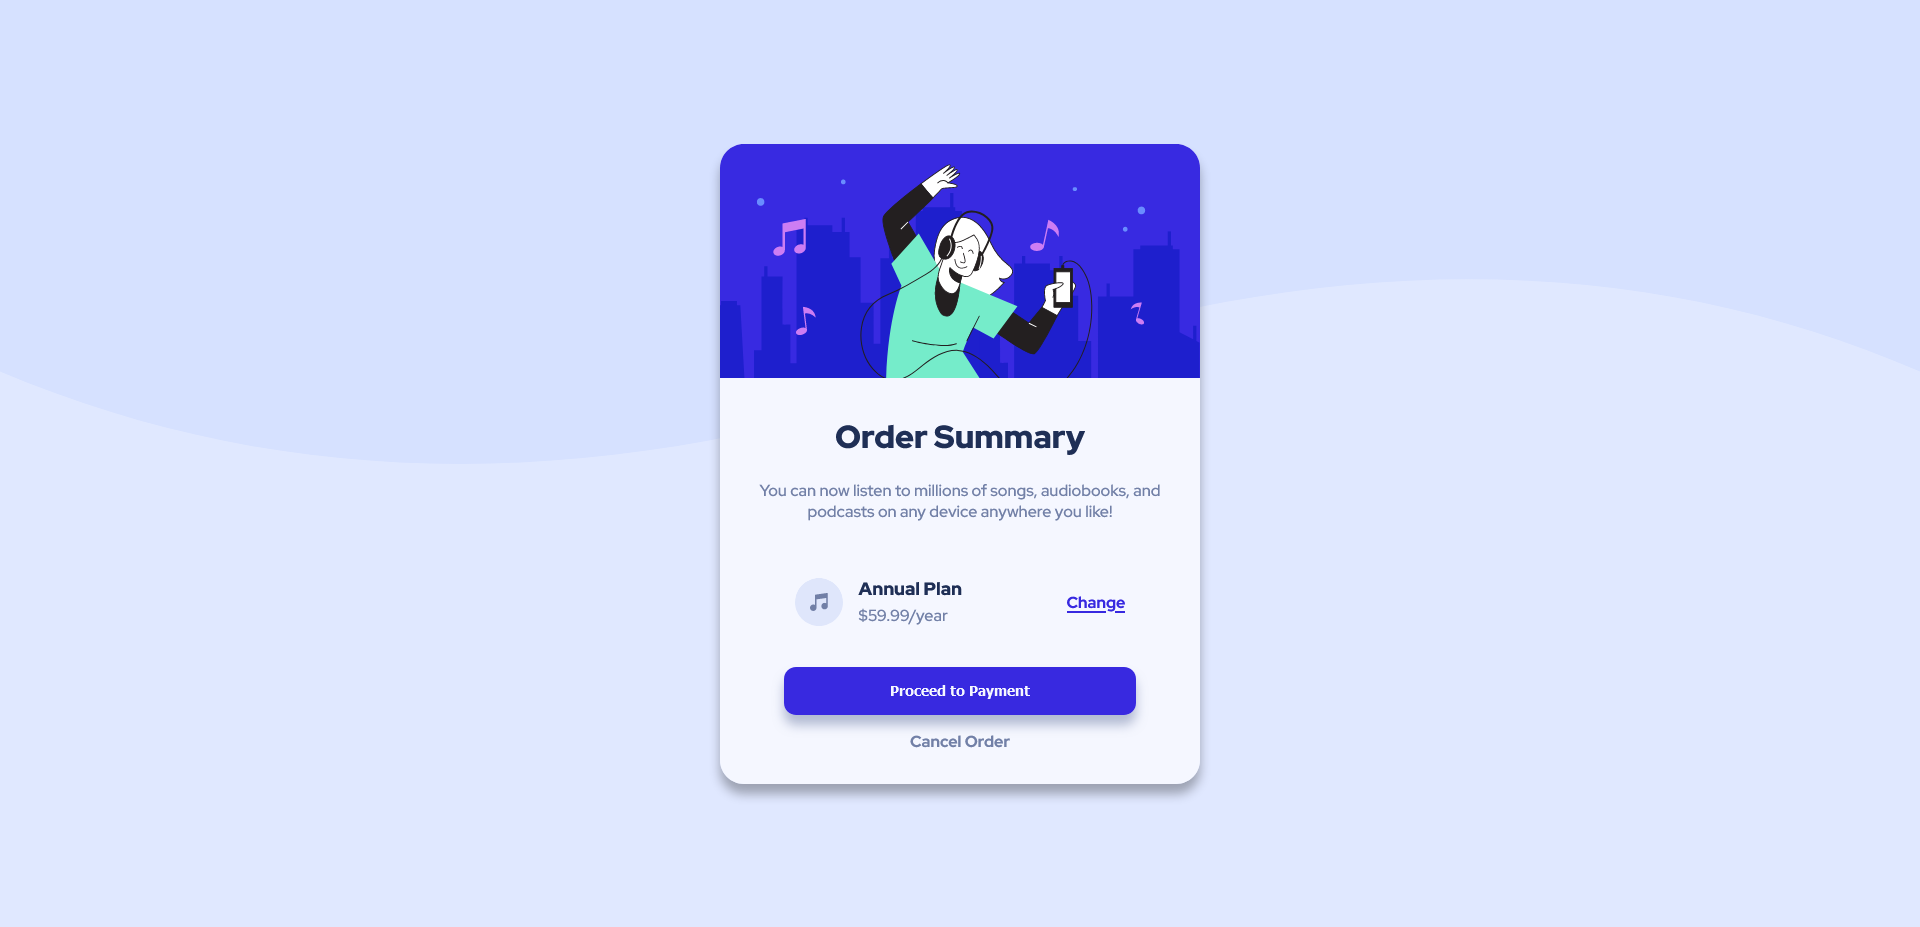 Order Summary
You can now listen to millions of songs, audiobooks, and
podcasts on any device anywhere you like!
Annual Plan
$59.99/year
Change
Proceed to Payment
Cancel Order